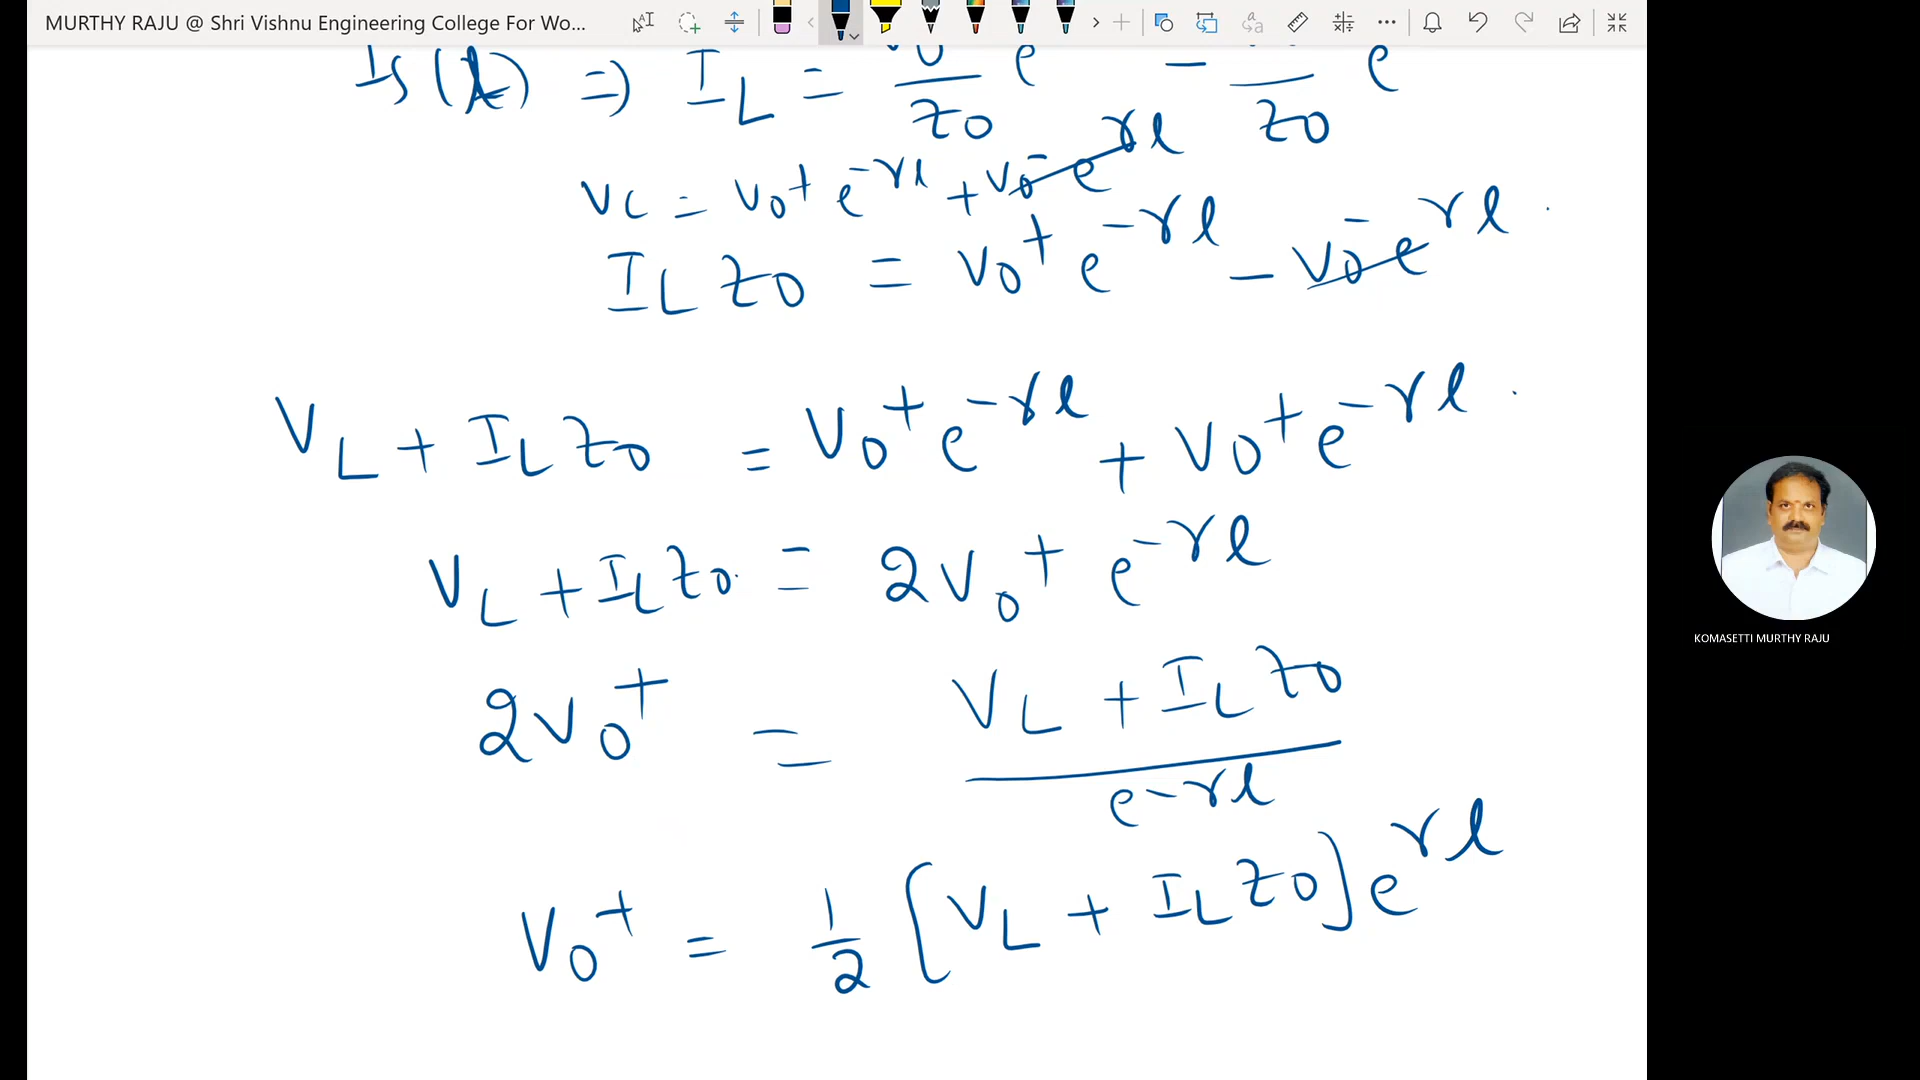 MURTHY RAJU @ Shri Vishnu Engineering College For Wo...
Is(l) ⇒ IL = V0/Z0 e − /Z0 e
VL = V0⁺ e^−γl + V0⁻ e^γl
IL Z0 = V0⁺ e^−γl − V0⁻ e^γl
VL + IL Z0 = V0⁺ e^−γl + V0⁺ e^−γl
VL + IL Z0 = 2V0⁺ e^−γl
2V0⁺ = (VL + IL Z0)/e^−γl
V0⁺ = 1/2 [VL + IL Z0] e^γl
KOMASETTI MURTHY RAJU